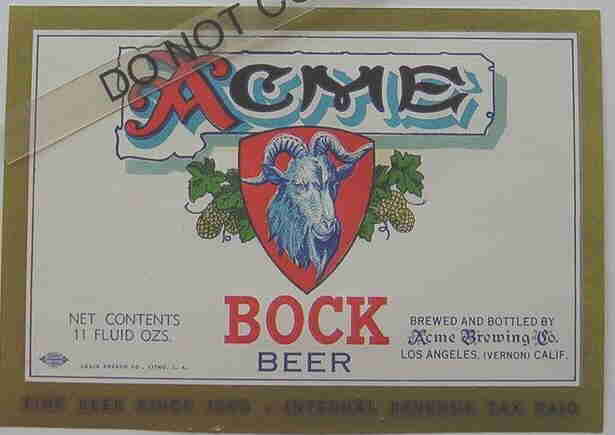 DO NOT
ACME
BOCK
BEER
NET CONTENTS
11 FLUID OZS.
BREWED AND BOTTLED BY
Acme Brewing Co.
LOS ANGELES, (VERNON) CALIF.
CO., LITHO. L. A.
FINE BEER SINCE - INTERNAL REVENUE TAX PAID